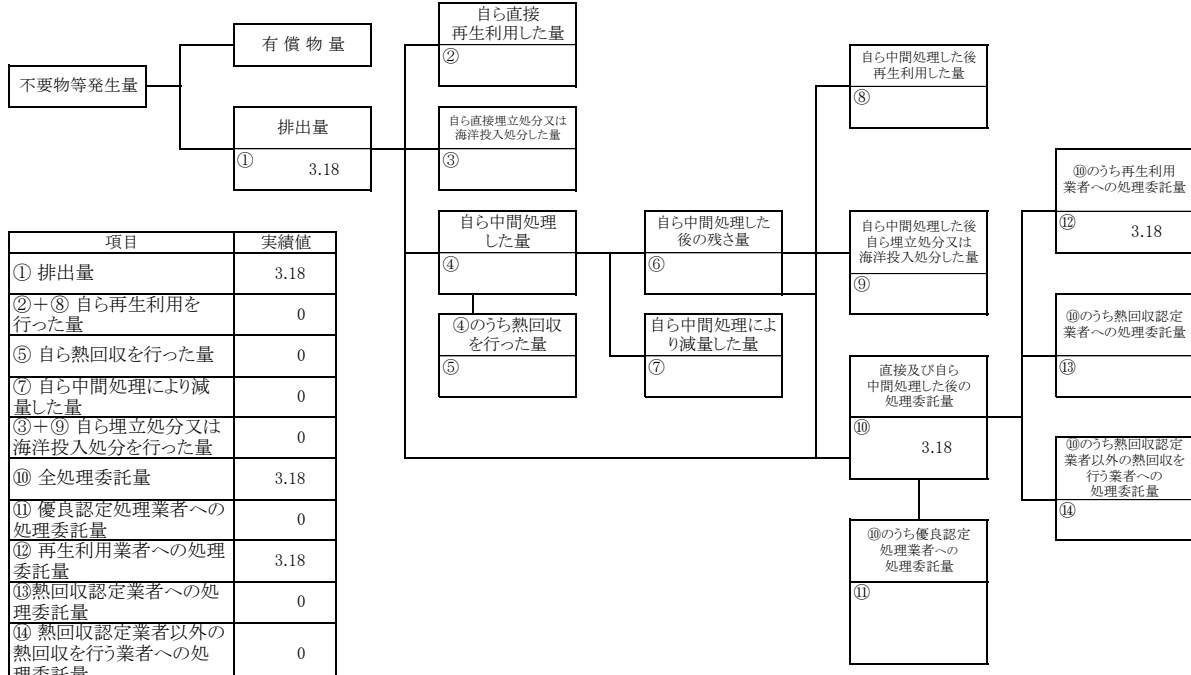 不要物等発生量
有償物量
排出量
① 3.18
自ら直接
再生利用した量
②
自ら直接埋立処分又は
海洋投入処分した量
③
自ら中間処理
した量
④
④のうち熱回収
を行った量
⑤
自ら中間処理した
後の残さ量
⑥
自ら中間処理によ
り減量した量
⑦
自ら中間処理した後
再生利用した量
⑧
自ら中間処理した後
自ら埋立処分又は
海洋投入処分した量
⑨
直接及び自ら
中間処理した後の
処理委託量
⑩
3.18
⑩のうち優良認定
処理業者への
処理委託量
⑪
⑩のうち再生利用
業者への処理委託量
⑫ 3.18
⑩のうち熱回収認定
業者への処理委託量
⑬
⑩のうち熱回収認定
業者以外の熱回収を
行う業者への
処理委託量
⑭
項目 実績値
① 排出量 3.18
②＋⑧ 自ら再生利用を
行った量 0
⑤ 自ら熱回収を行った量 0
⑦ 自ら中間処理により減
量した量 0
③＋⑨ 自ら埋立処分又は
海洋投入処分を行った量 0
⑩ 全処理委託量 3.18
⑪ 優良認定処理業者への
処理委託量 0
⑫ 再生利用業者への処理
委託量 3.18
⑬熱回収認定業者への処
理委託量 0
⑭ 熱回収認定業者以外の
熱回収を行う業者への処 0
理委託量